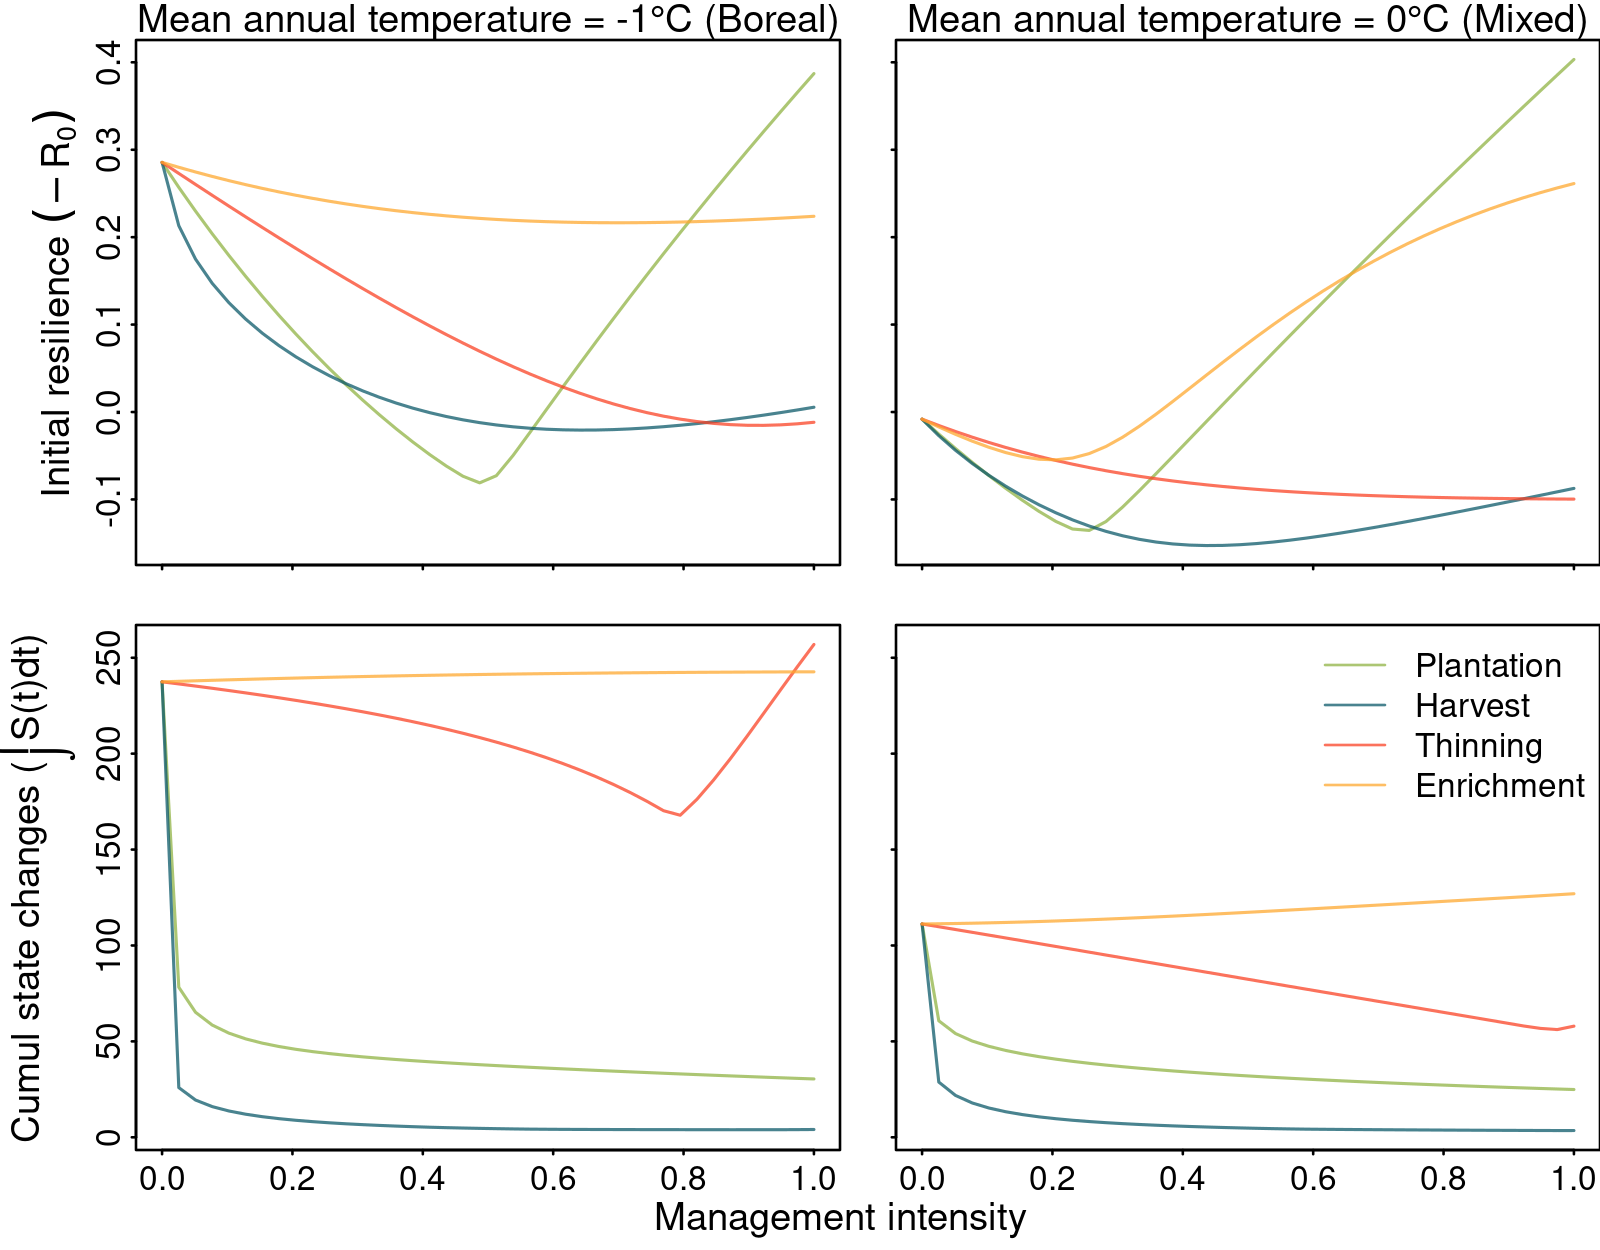 Mean annual temperature = -1°C (Boreal)
Mean annual temperature = 0°C (Mixed)
Initial resilience (− R₀)
0.4
0.3
0.2
0.1
0.0
-0.1
Cumul state changes (∫S(t)dt)
250
200
150
100
50
0
Plantation
Harvest
Thinning
Enrichment
0.0 0.2 0.4 0.6 0.8 1.0
0.0 0.2 0.4 0.6 0.8 1.0
Management intensity